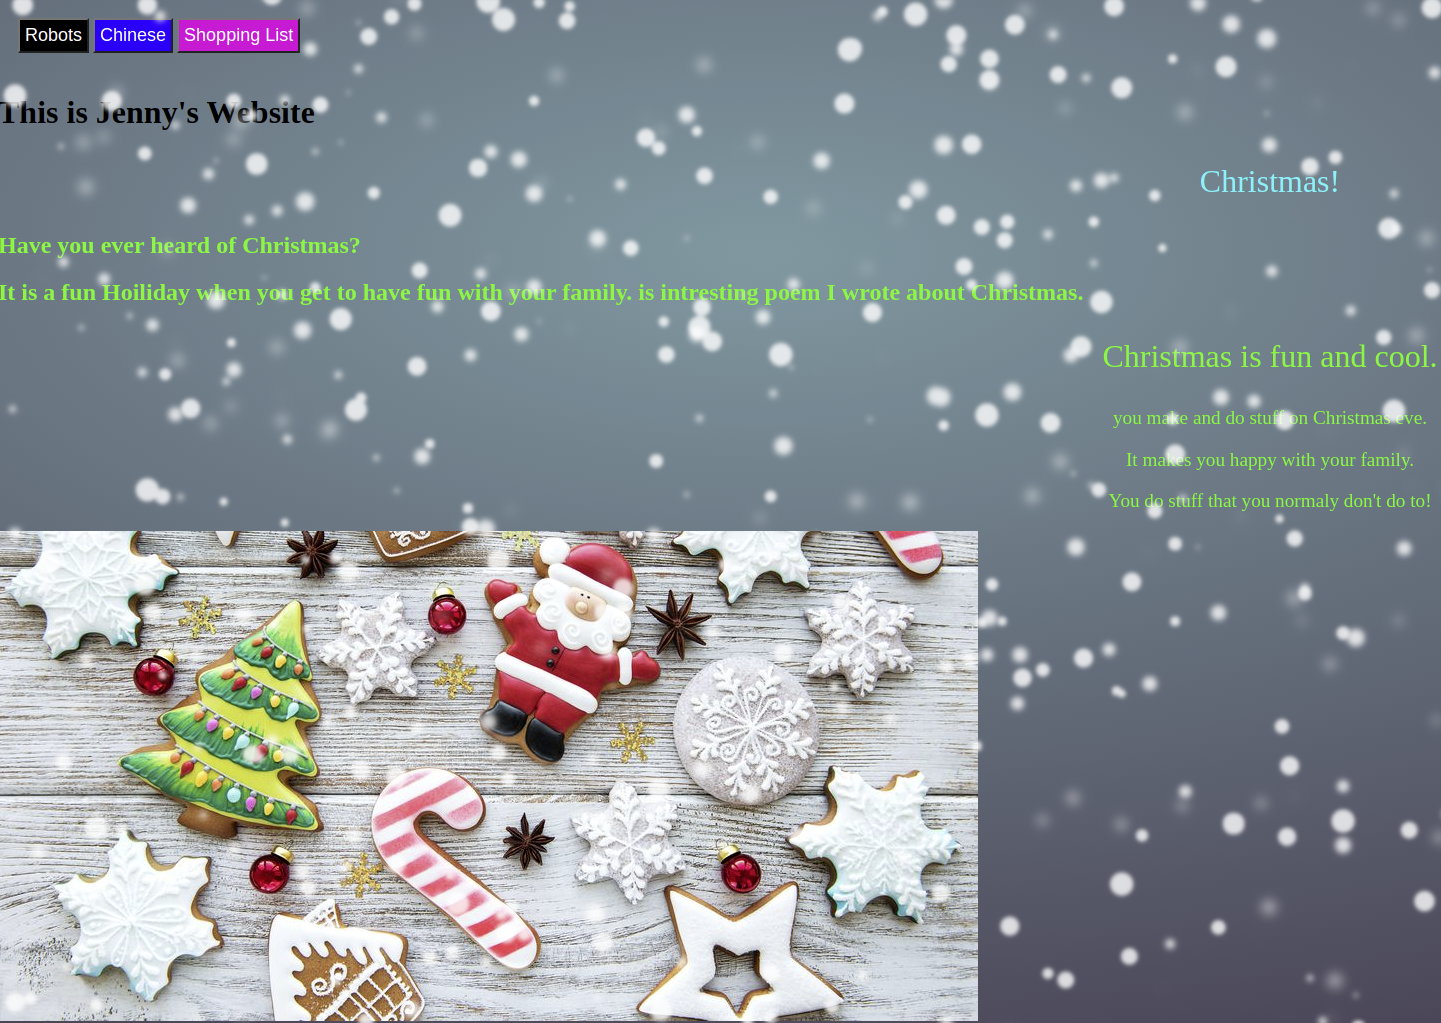 Robots Chinese Shopping List
This is Jenny's Website
Christmas!
Have you ever heard of Christmas?
It is a fun Hoiliday when you get to have fun with your family. is intresting poem I wrote about Christmas.
Christmas is fun and cool.
you make and do stuff on Christmas eve.
It makes you happy with your family.
You do stuff that you normaly don't do to!